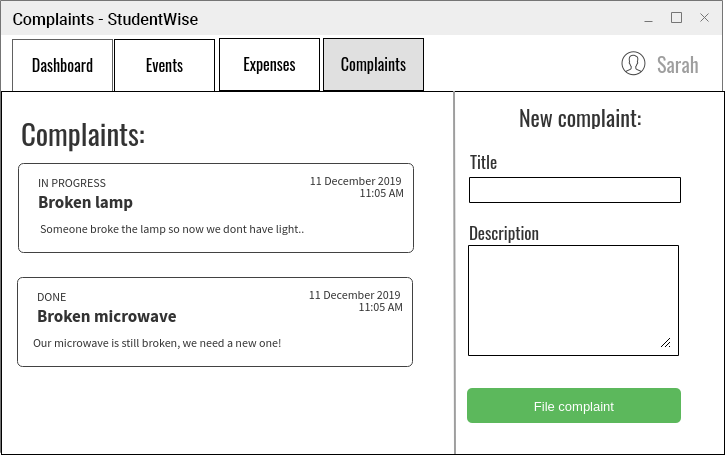 Complaints - StudentWise
Dashboard
Events
Expenses
Complaints
Sarah
Complaints:
IN PROGRESS
11 December 2019
11:05 AM
Broken lamp
Someone broke the lamp so now we dont have light..
DONE
11 December 2019
11:05 AM
Broken microwave
Our microwave is still broken, we need a new one!
New complaint:
Title
Description
File complaint